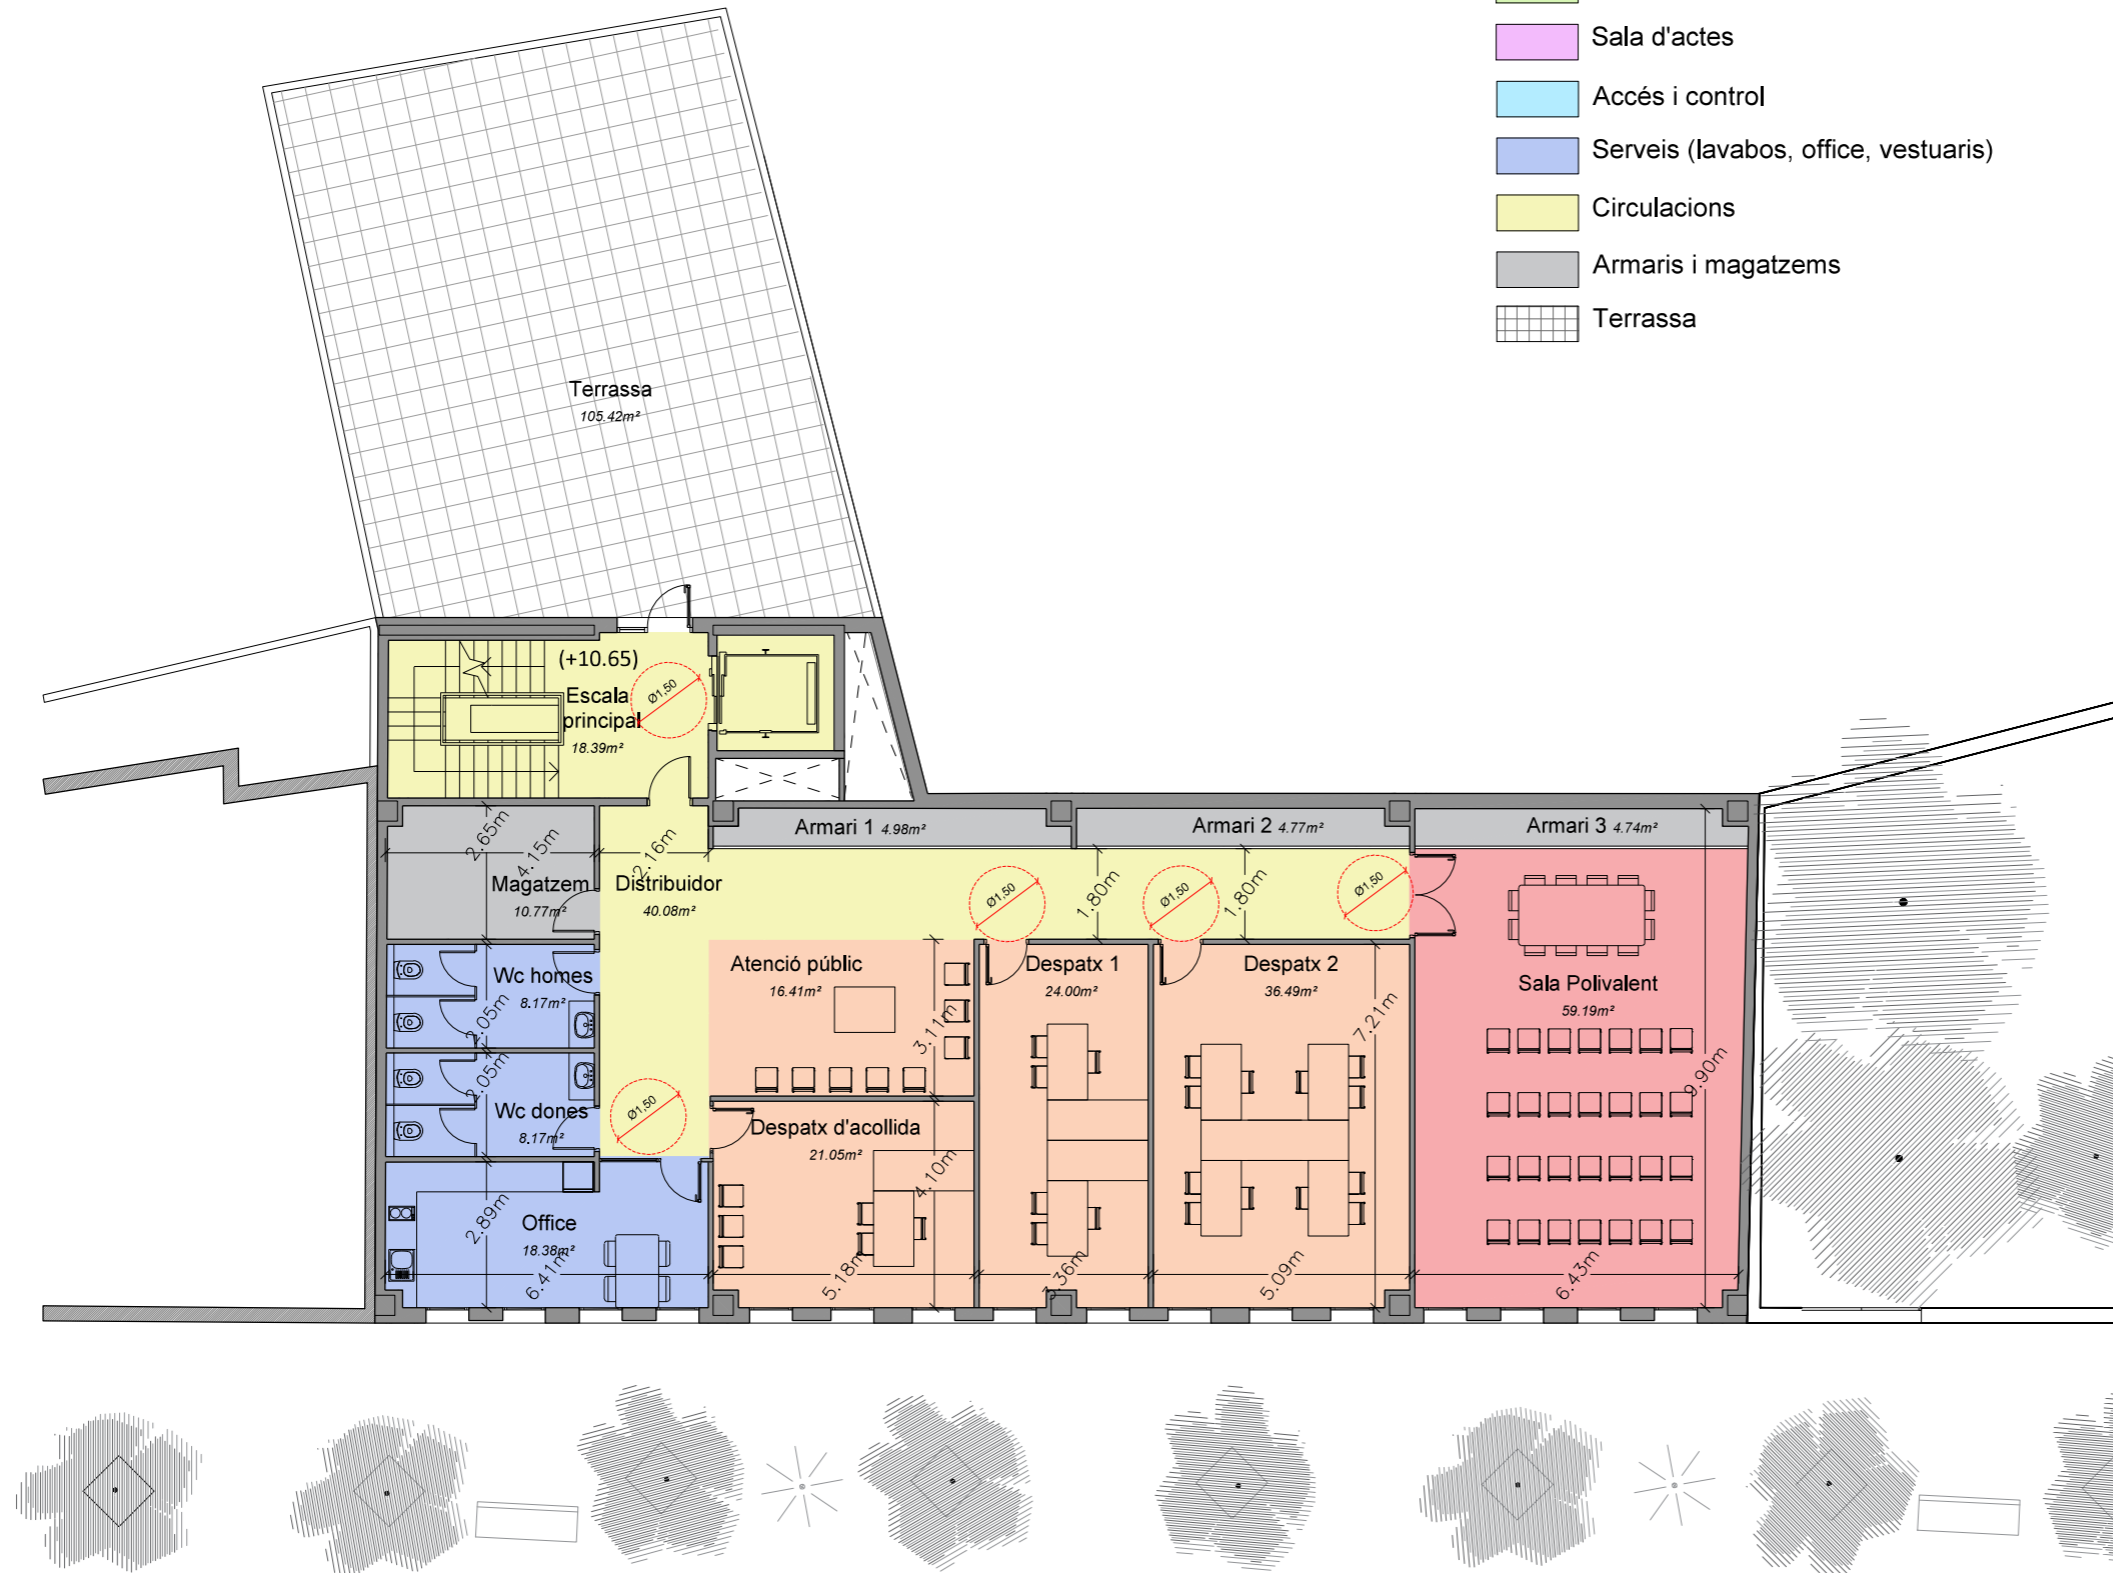 Sala d'actes
Accés i control
Serveis (lavabos, office, vestuaris)
Circulacions
Armaris i magatzems
Terrassa
Terrassa
105.42m²
(+10.65)
Escala
principal
18.39m²
Ø1,50
Armari 1 4.98m²
Armari 2 4.77m²
Armari 3 4.74m²
2.65m
4.15m
2.16m
Magatzem
10.77m²
Distribuidor
40.08m²
Ø1,50
1.80m
Ø1,50
1.80m
Ø1,50
Wc homes
8.17m²
2.05m
Atenció públic
16.41m²
3.11m
Despatx 1
24.00m²
Despatx 2
36.49m²
7.21m
Sala Polivalent
59.19m²
9.90m
2.05m
Wc dones
8.17m²
Ø1,50
Despatx d'acollida
21.05m²
4.10m
Office
18.38m²
2.89m
6.41m
5.18m
3.36m
5.09m
6.43m